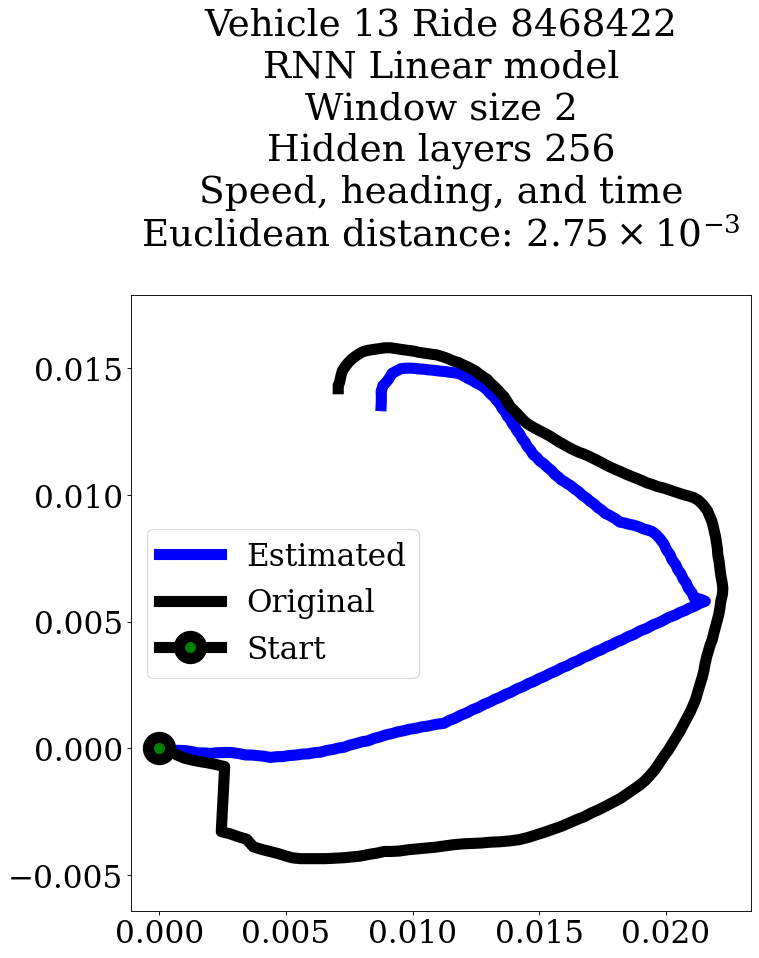 Vehicle 13 Ride 8468422
RNN Linear model
Window size 2
Hidden layers 256
Speed, heading, and time
Euclidean distance: 2.75 × 10⁻³
0.015
0.010
0.005
0.000
−0.005
Estimated
Original
Start
0.000 0.005 0.010 0.015 0.020